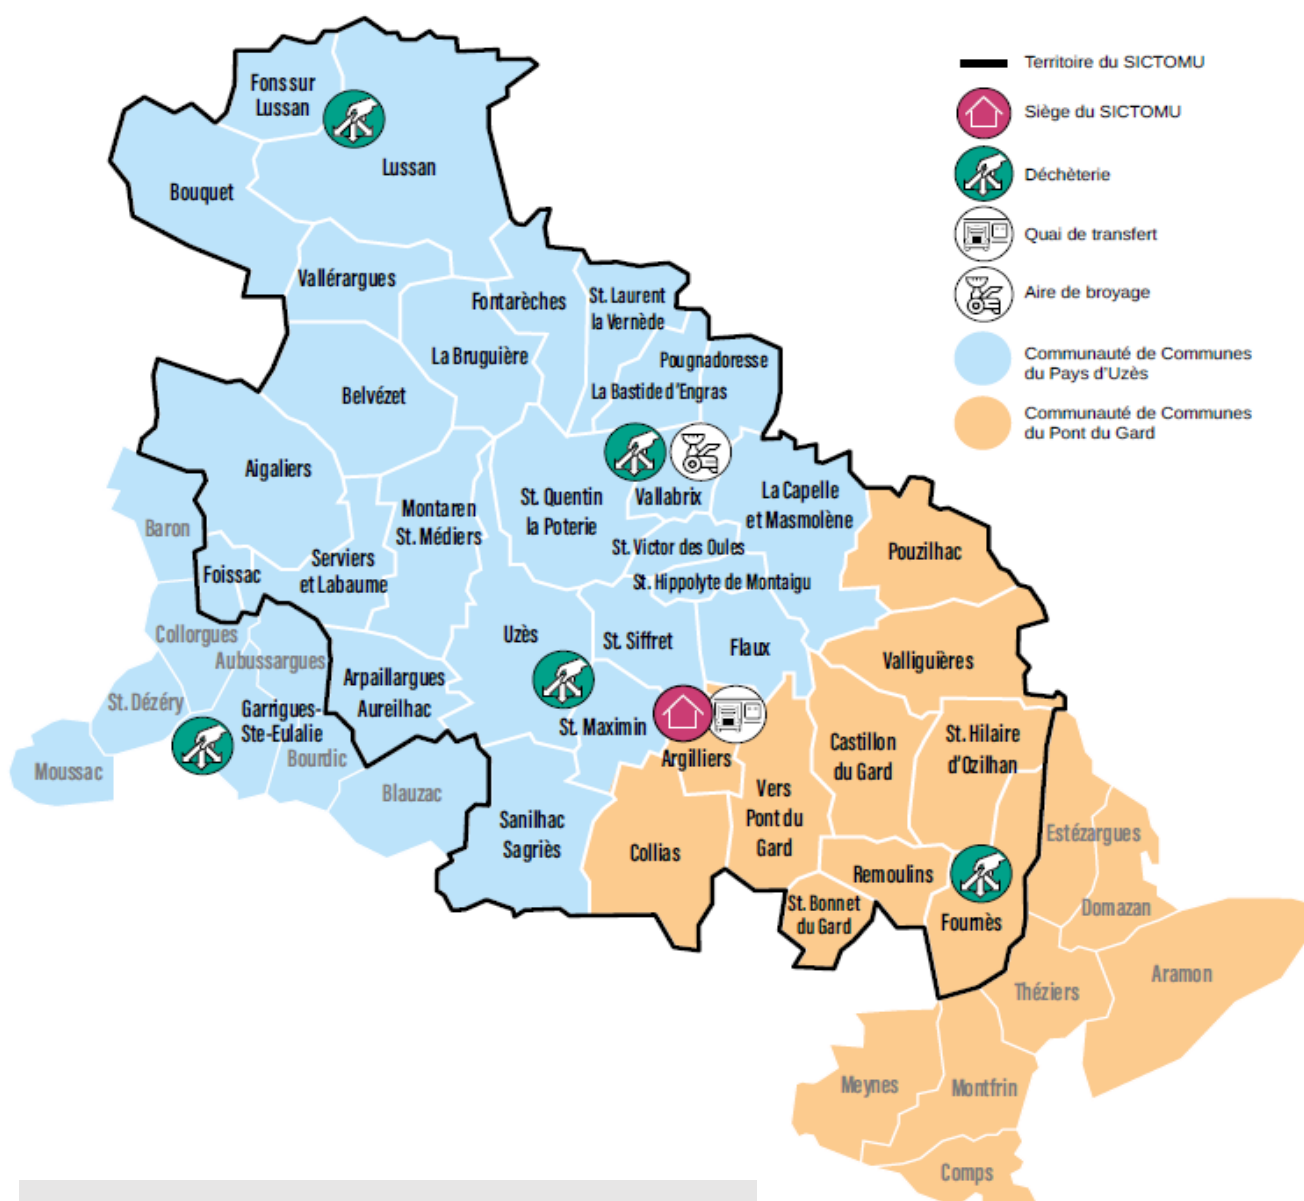 Territoire du SICTOMU
Siège du SICTOMU
Déchèterie
Quai de transfert
Aire de broyage
Communauté de Communes
du Pays d'Uzès
Communauté de Communes
du Pont du Gard
Fons sur
Lussan
Lussan
Bouquet
Vallérargues
Fontarèches
St. Laurent
la Vernède
La Bruguière
Pougnadoresse
Belvézet
La Bastide d'Engras
Aigaliers
Montaren
St. Médiers
St. Quentin
la Poterie
Vallabrix
La Capelle
et Masmolène
Baron
St. Victor des Oules
Pouzilhac
Foissac
Serviers
et Labaume
St. Hippolyte de Montaigu
Collorgues
Uzès
St. Siffret
Flaux
Valliguières
Aubussargues
Arpaillargues
Aureilhac
St. Dézéry
Garrigues-
Ste-Eulalie
St. Maximin
Castillon
du Gard
St. Hilaire
d'Ozilhan
Moussac
Bourdic
Argilliers
Blauzac
Vers
Pont du
Gard
Sanilhac
Sagriès
Collias
Remoulins
Estézargues
St. Bonnet
du Gard
Fournès
Domazan
Aramon
Théziers
Meynes
Montfrin
Comps